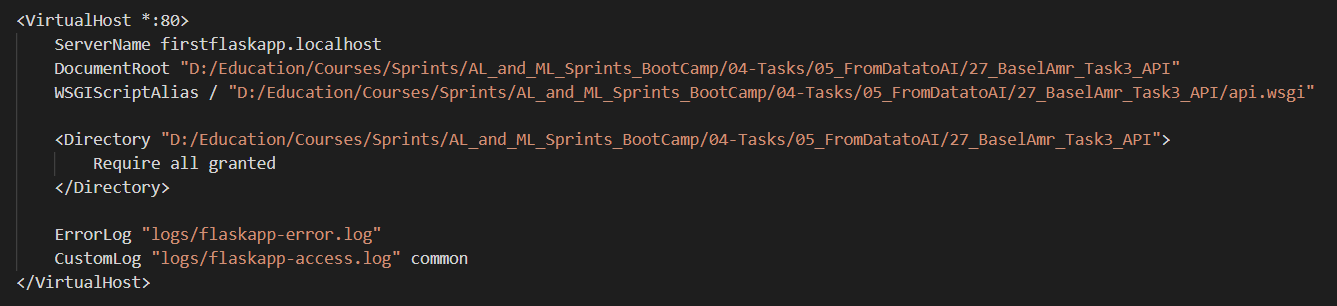 <VirtualHost *:80>
ServerName firstflaskapp.localhost
DocumentRoot "D:/Education/Courses/Sprints/AL_and_ML_Sprints_BootCamp/04-Tasks/05_FromDatatoAI/27_BaselAmr_Task3_API"
WSGIScriptAlias / "D:/Education/Courses/Sprints/AL_and_ML_Sprints_BootCamp/04-Tasks/05_FromDatatoAI/27_BaselAmr_Task3_API/api.wsgi"
<Directory "D:/Education/Courses/Sprints/AL_and_ML_Sprints_BootCamp/04-Tasks/05_FromDatatoAI/27_BaselAmr_Task3_API">
Require all granted
</Directory>
ErrorLog "logs/flaskapp-error.log"
CustomLog "logs/flaskapp-access.log" common
</VirtualHost>